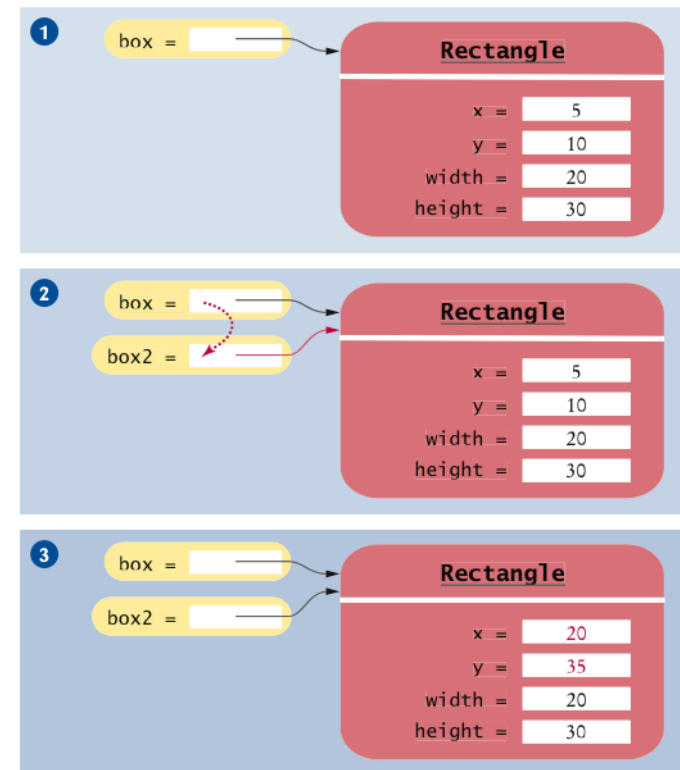 1
box =
Rectangle
x = 5
y = 10
width = 20
height = 30
2
box =
box2 =
Rectangle
x = 5
y = 10
width = 20
height = 30
3
box =
box2 =
Rectangle
x = 20
y = 35
width = 20
height = 30